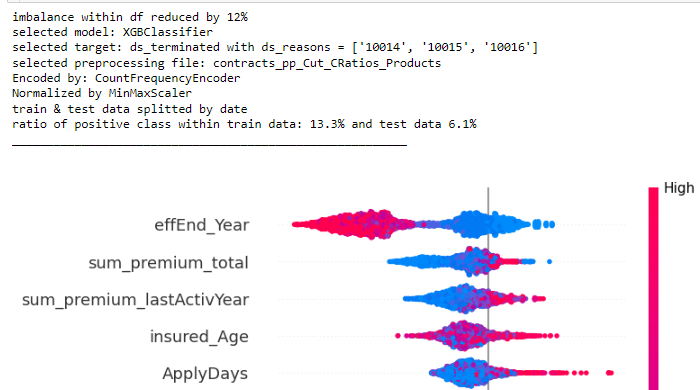 imbalance within df reduced by 12%
selected model: XGBClassifier
selected target: ds_terminated with ds_reasons = ['10014', '10015', '10016']
selected preprocessing file: contracts_pp_Cut_CRatios_Products
Encoded by: CountFrequencyEncoder
Normalized by MinMaxScaler
train & test data splitted by date
ratio of positive class within train data: 13.3% and test data 6.1%
High
effEnd_Year
sum_premium_total
sum_premium_lastActivYear
insured_Age
ApplyDays